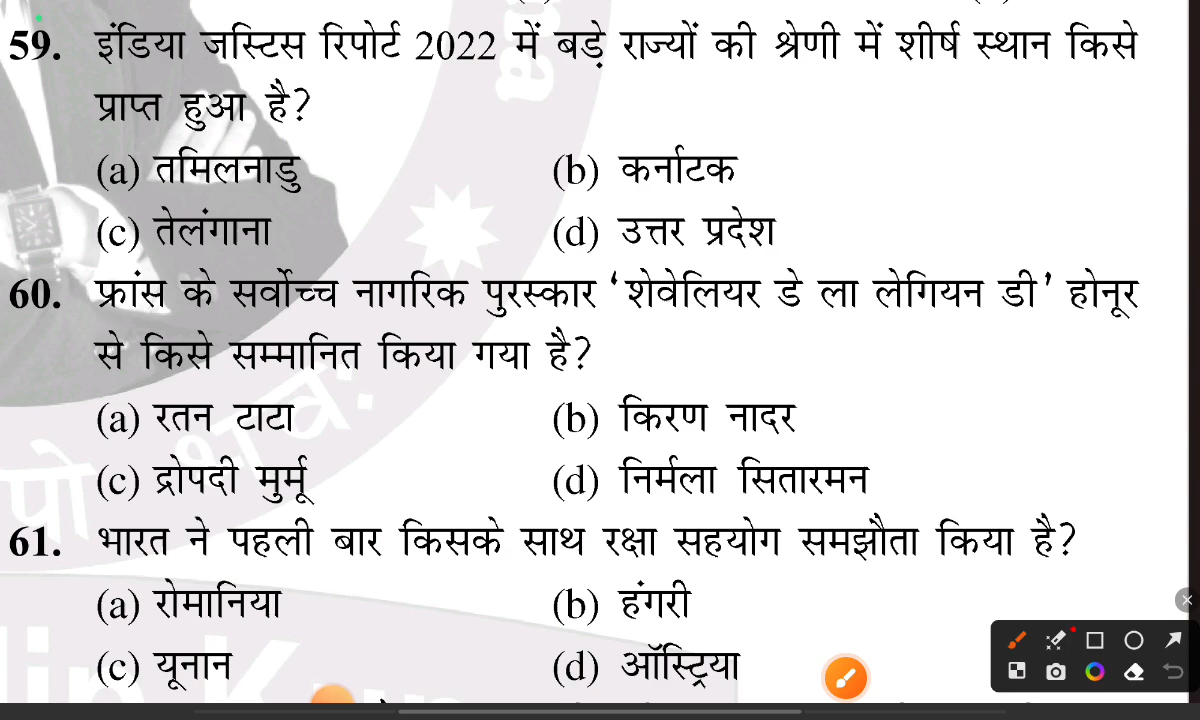 59. इंडिया जस्टिस रिपोर्ट 2022 में बड़े राज्यों की श्रेणी में शीर्ष स्थान किसे
प्राप्त हुआ है?
(a) तमिलनाडु (b) कर्नाटक
(c) तेलंगाना (d) उत्तर प्रदेश
60. फ्रांस के सर्वोच्च नागरिक पुरस्कार ‘शेवेलियर डे ला लेगियन डी’ होनूर
से किसे सम्मानित किया गया है?
(a) रतन टाटा (b) किरण नादर
(c) द्रोपदी मुर्मू (d) निर्मला सितारमन
61. भारत ने पहली बार किसके साथ रक्षा सहयोग समझौता किया है?
(a) रोमानिया (b) हंगरी
(c) यूनान (d) ऑस्ट्रिया